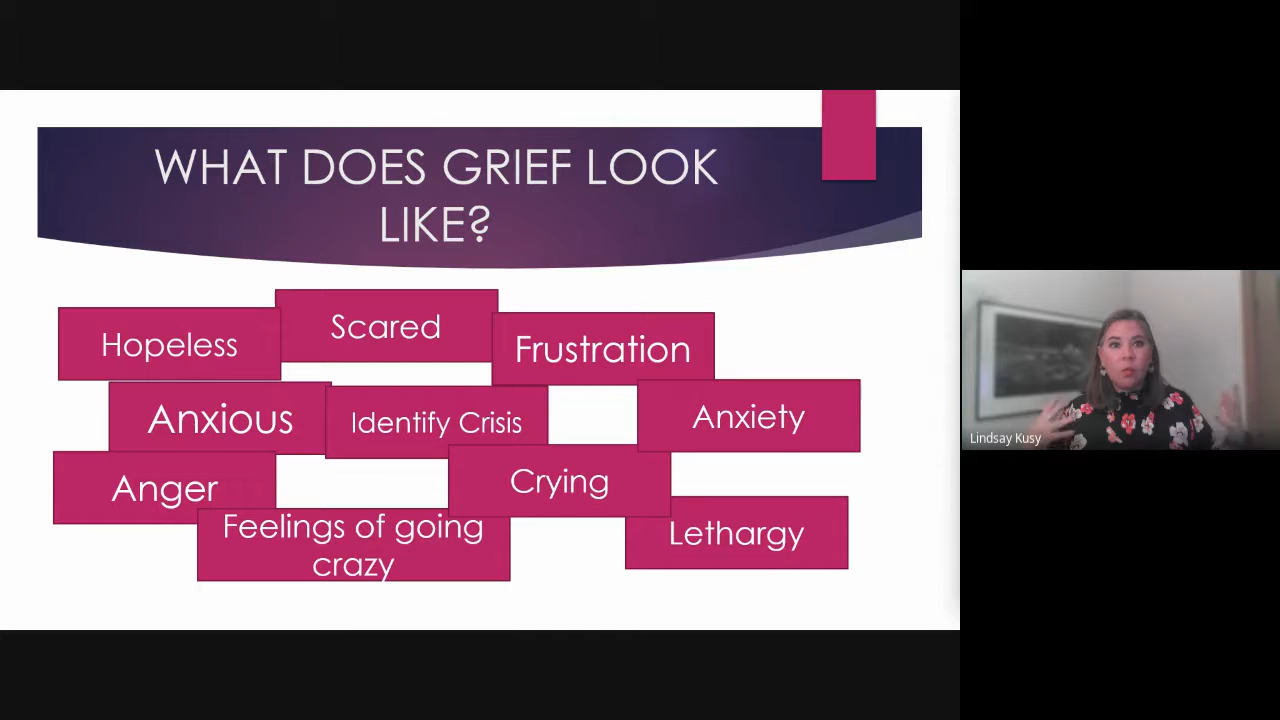 WHAT DOES GRIEF LOOK
LIKE?
Hopeless
Scared
Frustration
Anxious
Identify Crisis
Anxiety
Anger
Crying
Feelings of going
crazy
Lethargy
Lindsay Kusy